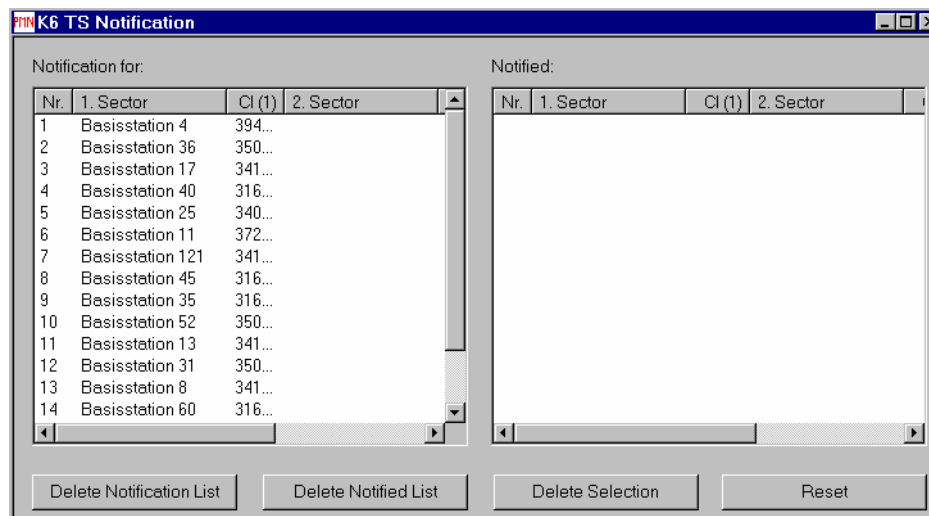 PMN K6 TS Notification
Notification for: Notified:
Nr. 1. Sector CI (1) 2. Sector Nr. 1. Sector CI (1) 2. Sector
1 Basisstation 4 394...
2 Basisstation 36 350...
3 Basisstation 17 341...
4 Basisstation 40 316...
5 Basisstation 25 340...
6 Basisstation 11 372...
7 Basisstation 121 341...
8 Basisstation 45 316...
9 Basisstation 35 316...
10 Basisstation 52 350...
11 Basisstation 13 341...
12 Basisstation 31 350...
13 Basisstation 8 341...
14 Basisstation 60 316...
Delete Notification List Delete Notified List Delete Selection Reset